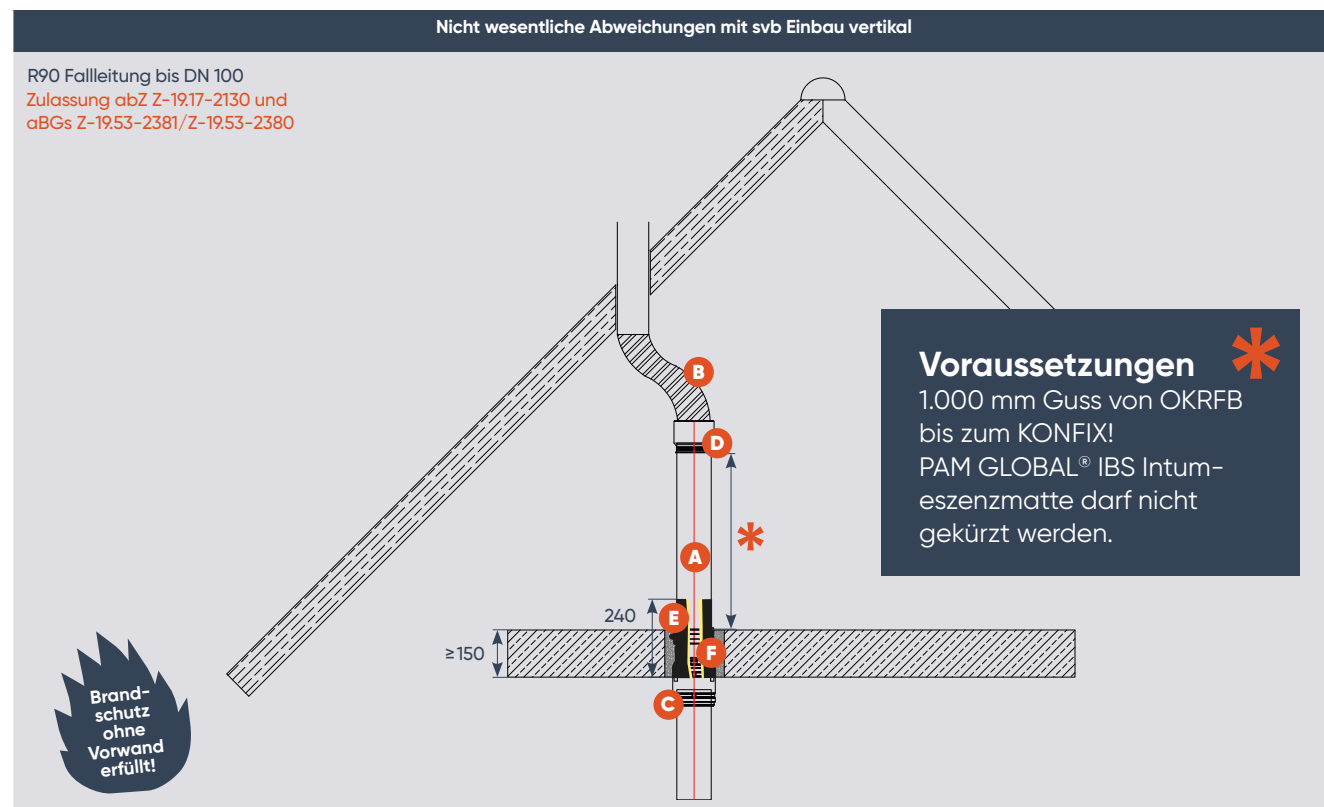 Nicht wesentliche Abweichungen mit svb Einbau vertikal
R90 Fallleitung bis DN 100
Zulassung abZ Z-19.17-2130 und
aBGs Z-19.53-2381/Z-19.53-2380
B
D
Voraussetzungen *
1.000 mm Guss von OKRFB
bis zum KONFIX!
PAM GLOBAL® IBS Intum-
eszenzmatte darf nicht
gekürzt werden.
*
A
240
E
≥150
F
C
Brand-
schutz
ohne
Vorwand
erfüllt!